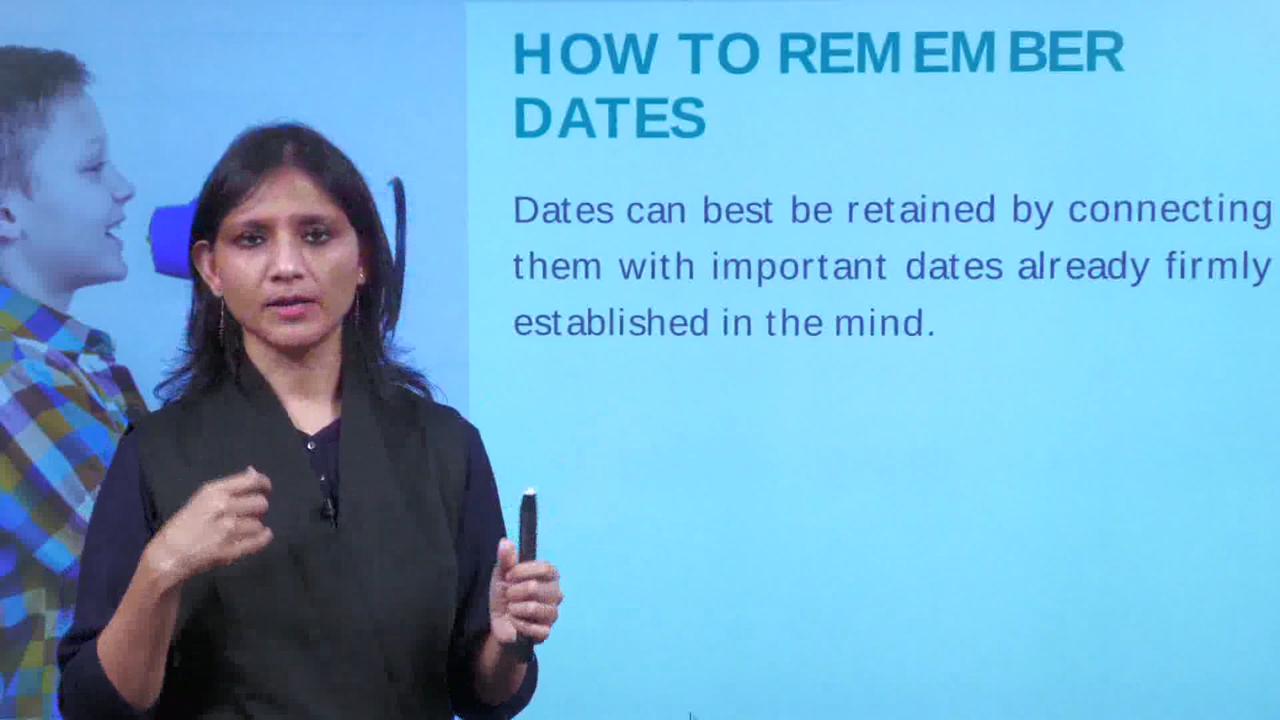 HOW TO REMEMBER
DATES
Dates can best be retained by connecting
them with important dates already firmly
established in the mind.